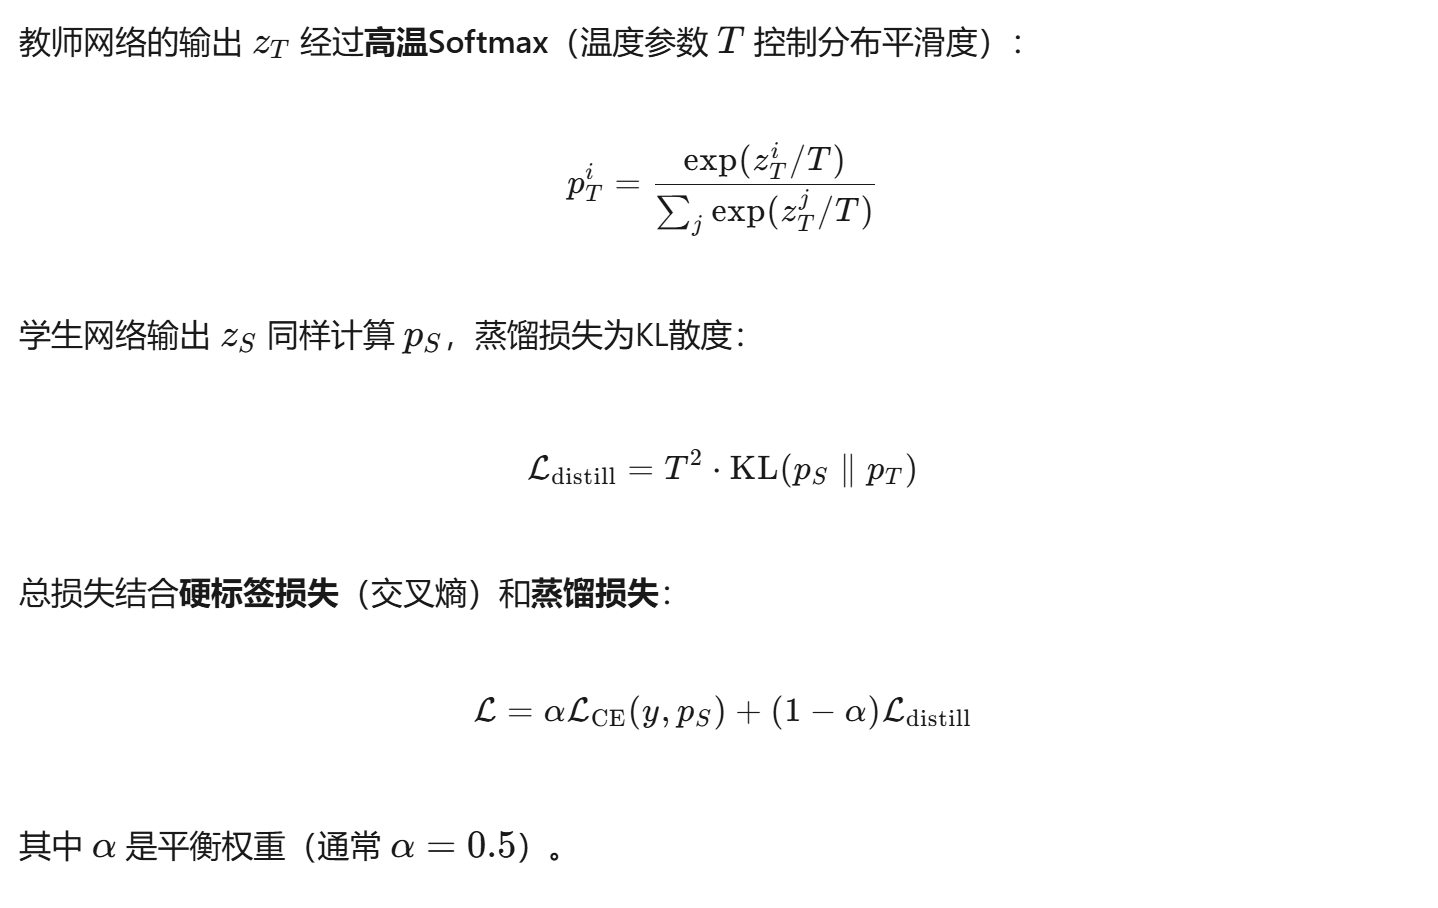 教师网络的输出 $z_T$ 经过高温Softmax（温度参数 $T$ 控制分布平滑度）:
$$p_T^i = \frac{\exp(z_T^i/T)}{\sum_j \exp(z_T^j/T)}$$
学生网络输出 $z_S$ 同样计算 $p_S$，蒸馏损失为KL散度:
$$\mathcal{L}_{\text{distill}} = T^2 \cdot \text{KL}(p_S \parallel p_T)$$
总损失结合硬标签损失（交叉熵）和蒸馏损失:
$$\mathcal{L} = \alpha \mathcal{L}_{\text{CE}}(y, p_S) + (1 - \alpha) \mathcal{L}_{\text{distill}}$$
其中 $\alpha$ 是平衡权重（通常 $\alpha = 0.5$）。